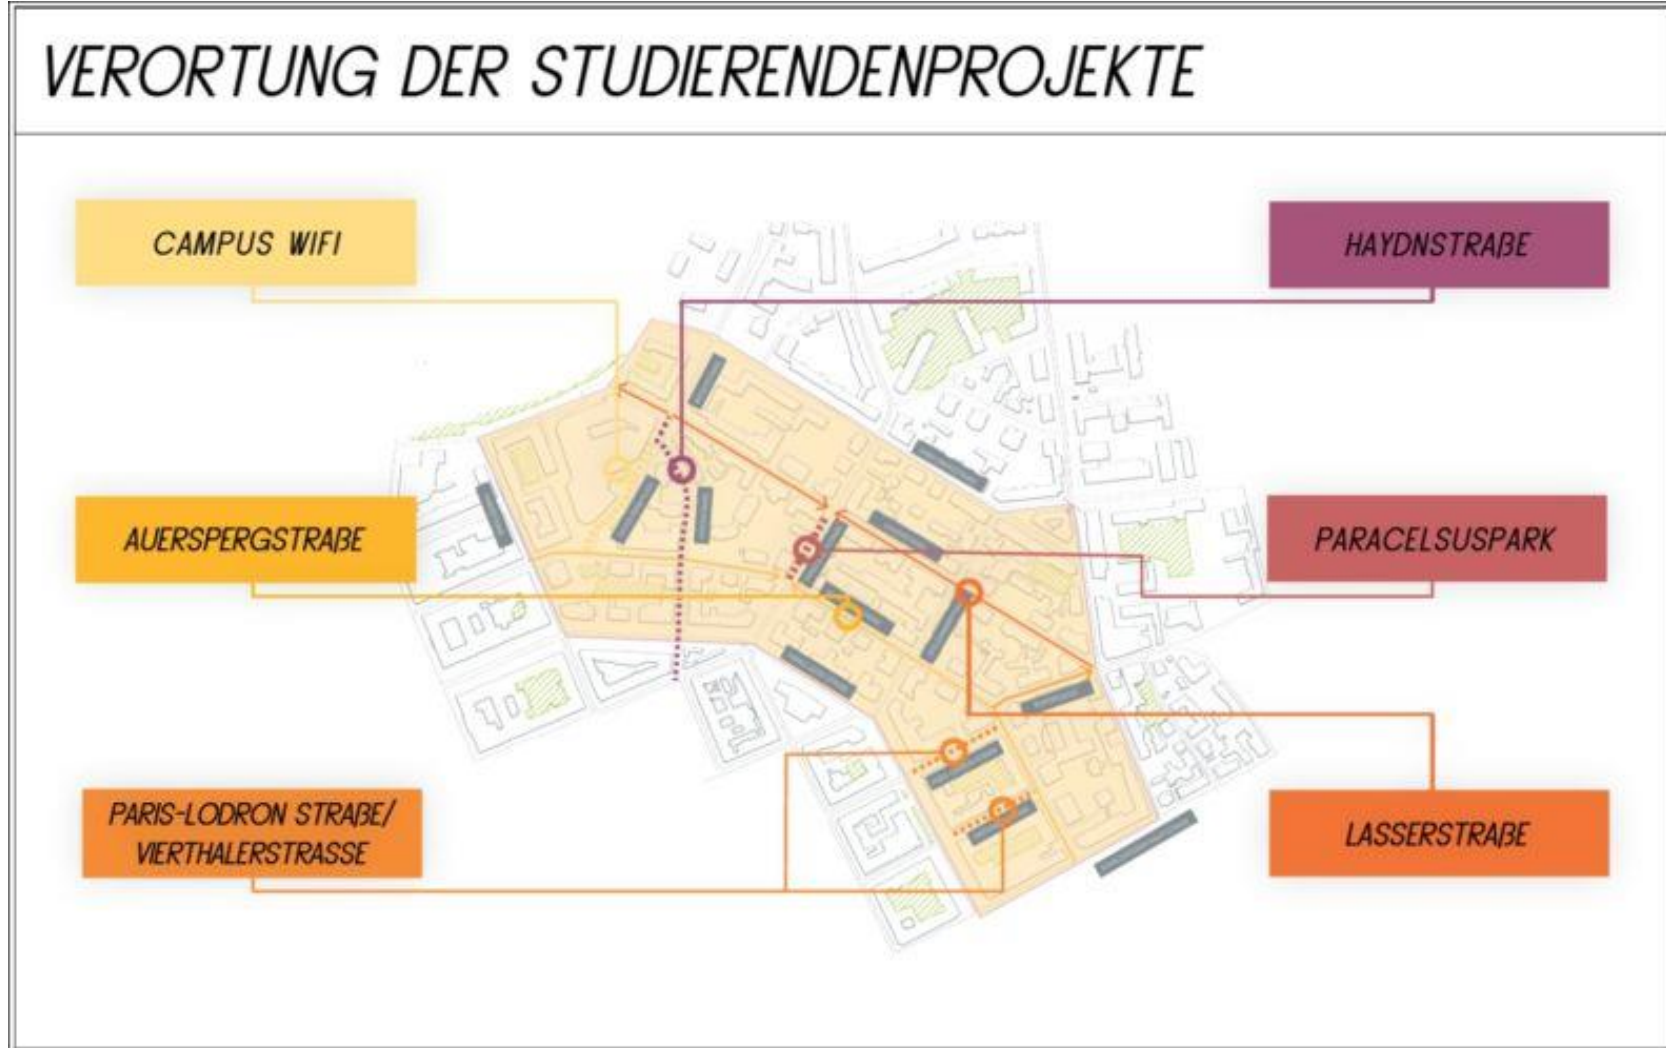 VERORTUNG DER STUDIERENDENPROJEKTE
CAMPUS WIFI
HAYDNSTRAßE
AUERSPERGSTRAßE
PARACELSUSPARK
PARIS-LODRON STRAßE/
VIERTHALERSTRASSE
LASSERSTRAßE